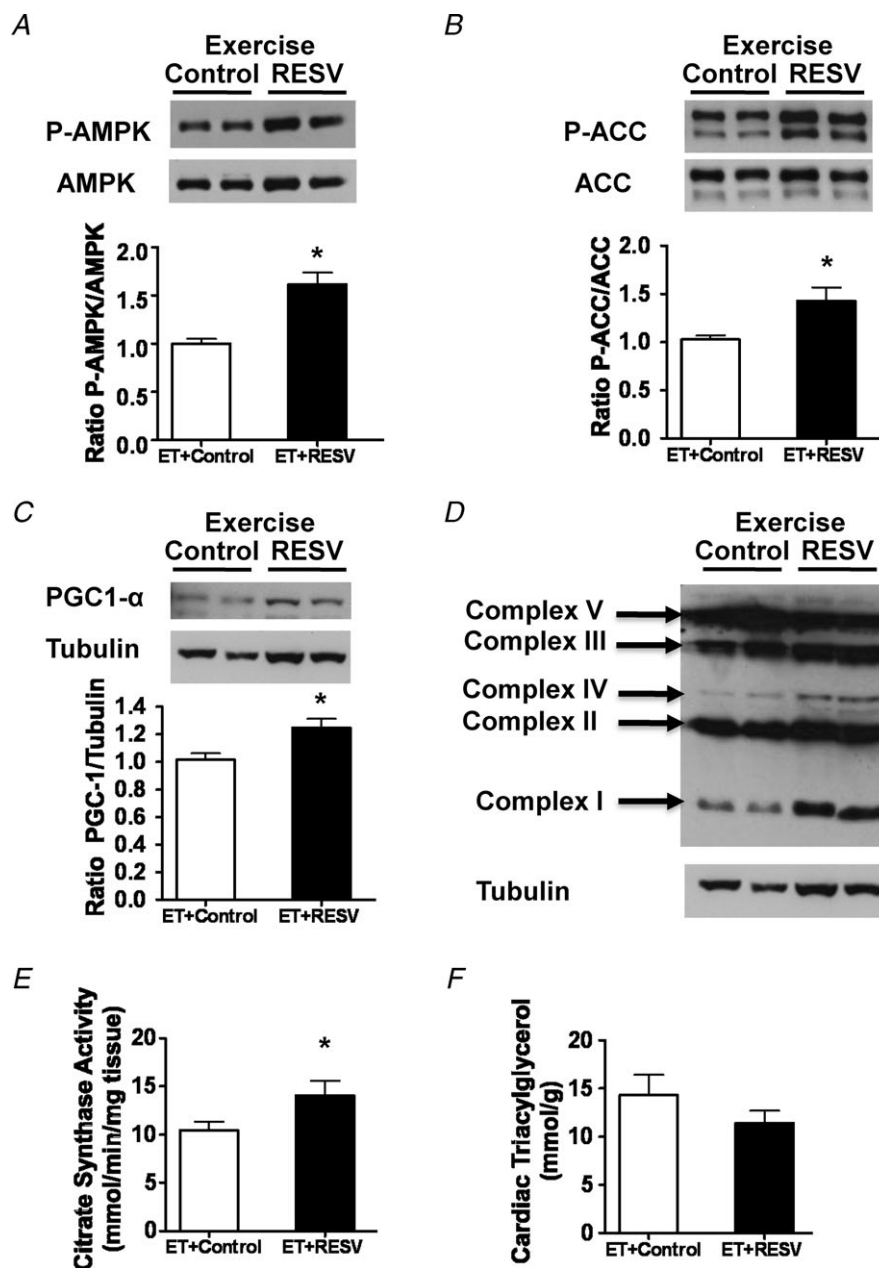 A
Exercise
Control RESV
P-AMPK
AMPK
Ratio P-AMPK/AMPK
2.0
1.5
1.0
0.5
0.0
*
ET+Control ET+RESV
B
Exercise
Control RESV
P-ACC
ACC
Ratio P-ACC/ACC
2.0
1.5
1.0
0.5
0.0
*
ET+Control ET+RESV
C
Exercise
Control RESV
PGC1-α
Tubulin
Ratio PGC-1/Tubulin
1.4
1.2
1.0
0.8
0.6
0.4
0.2
0.0
*
ET+Control ET+RESV
D
Exercise
Control RESV
Complex V
Complex III
Complex IV
Complex II
Complex I
Tubulin
E
Citrate Synthase Activity
(mmol/min/mg tissue)
20
15
10
5
0
*
ET+Control ET+RESV
F
Cardiac Triacylglycerol
(mmol/g)
20
15
10
5
0
ET+Control ET+RESV